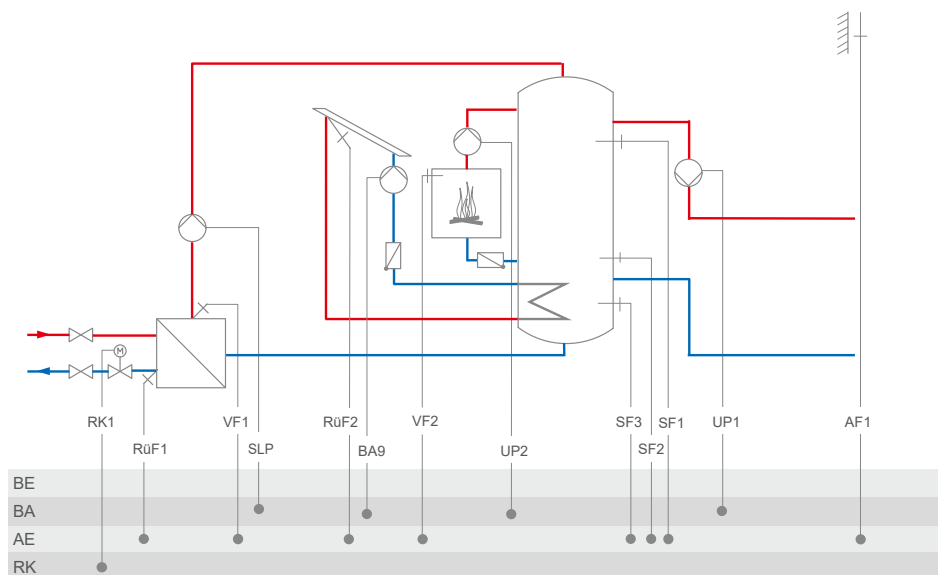 M
RK1 VF1 RüF2 VF2 SF3 SF1 UP1 AF1
RüF1 SLP BA9 UP2 SF2
BE
BA
AE
RK